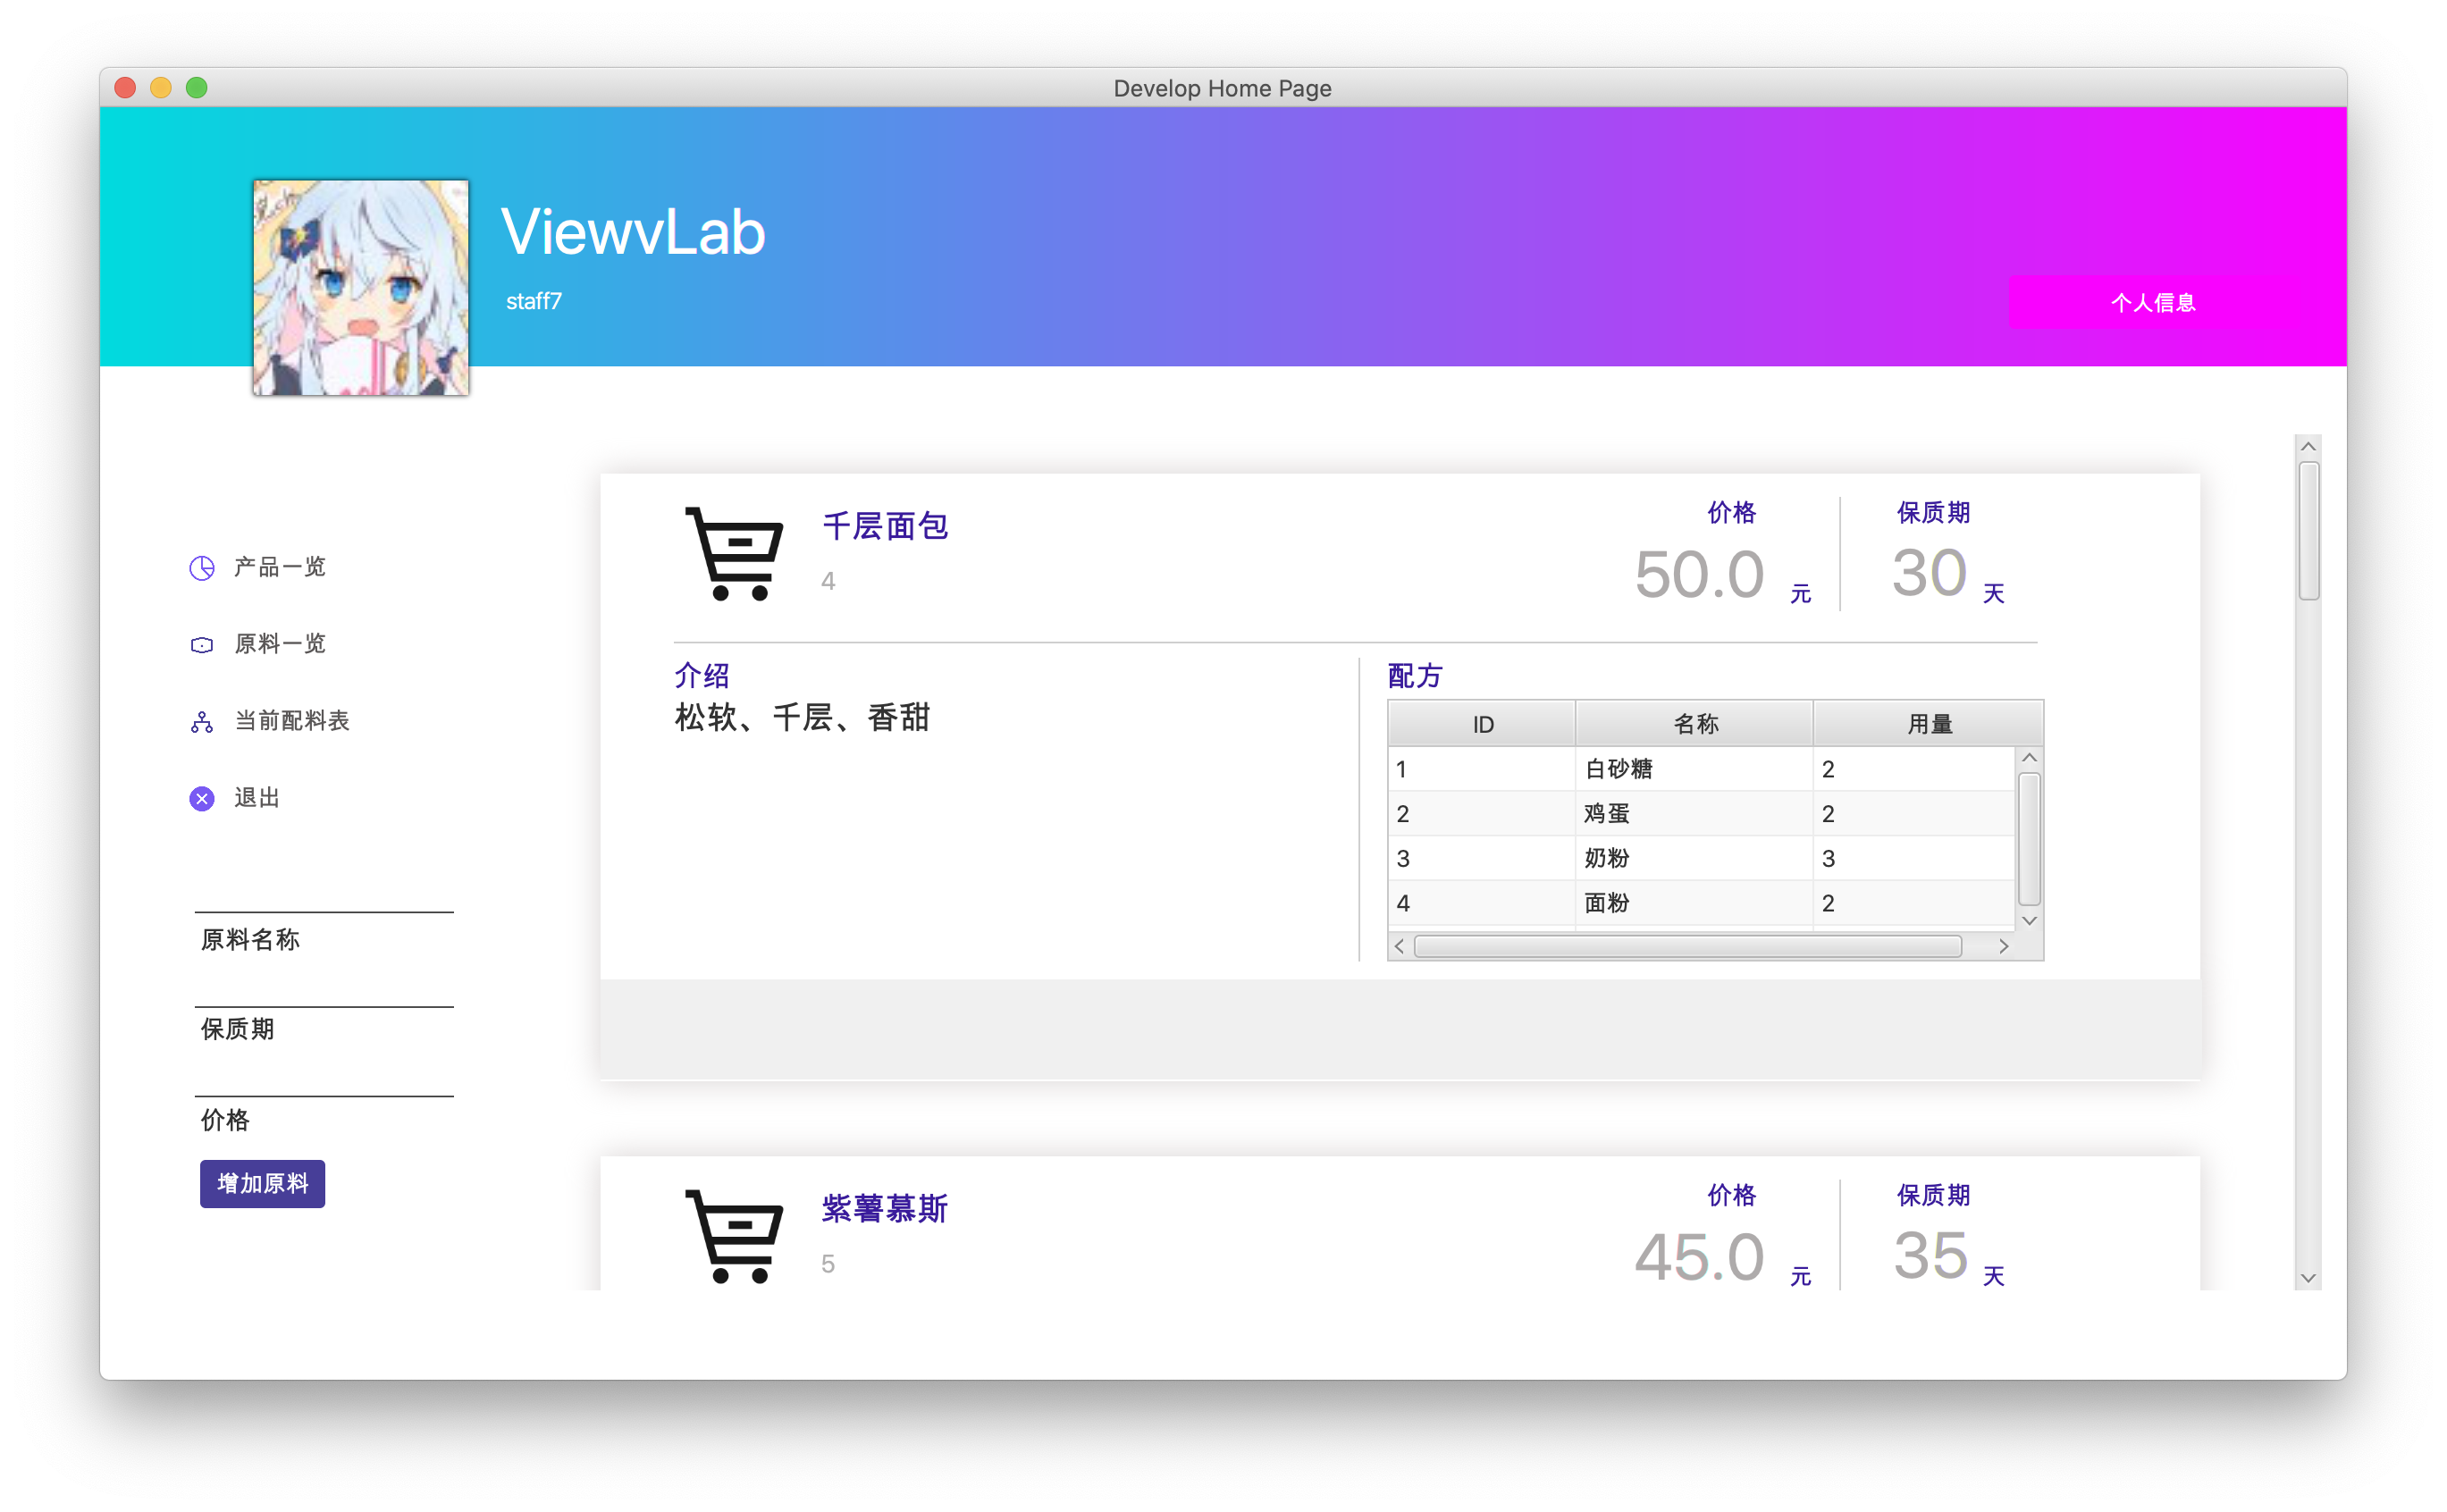 Develop Home Page
ViewvLab
staff7
个人信息
产品一览
原料一览
当前配料表
退出
原料名称
保质期
价格
增加原料
千层面包
4
价格
50.0 元
保质期
30 天
介绍
松软、千层、香甜
配方
ID 名称 用量
1 白砂糖 2
2 鸡蛋 2
3 奶粉 3
4 面粉 2
紫薯慕斯
5
价格
45.0 元
保质期
35 天